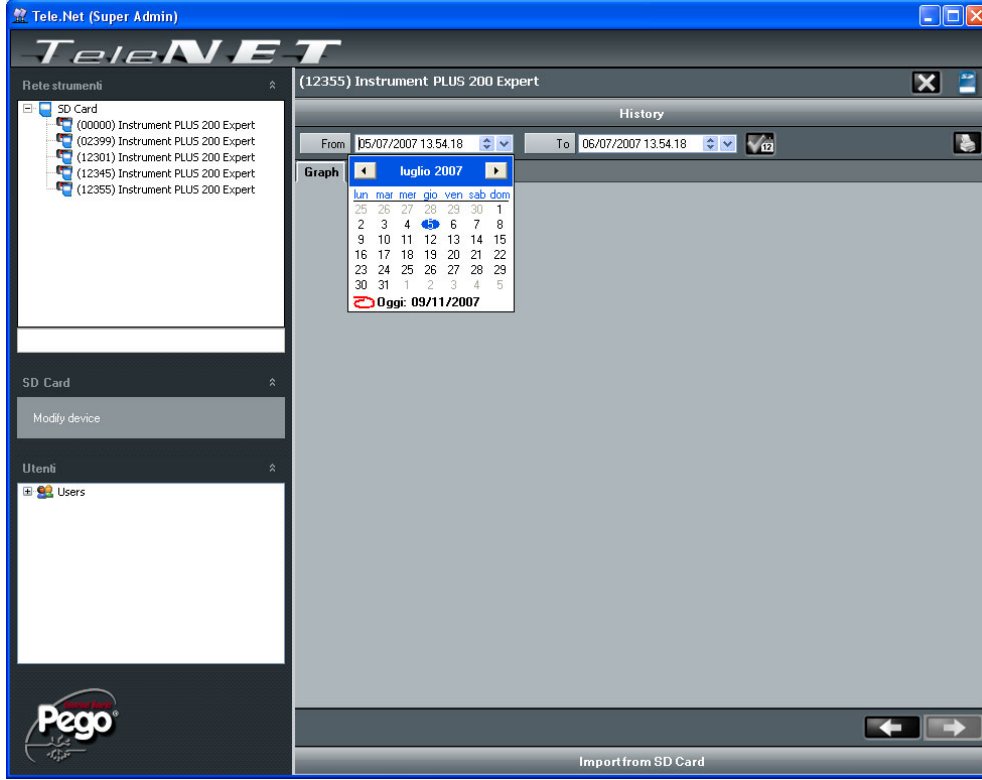 Tele.Net (Super Admin)
TeleNET
Rete strumenti
SD Card
(00000) Instrument PLUS 200 Expert
(02399) Instrument PLUS 200 Expert
(12301) Instrument PLUS 200 Expert
(12345) Instrument PLUS 200 Expert
(12355) Instrument PLUS 200 Expert
SD Card
Modify device
Utenti
Users
Pego®
(12355) Instrument PLUS 200 Expert
History
From 05/07/2007 13.54.18 To 06/07/2007 13.54.18 12
Graph
luglio 2007
lun mar mer gio ven sab dom
25 26 27 28 29 30 1
2 3 4 5 6 7 8
9 10 11 12 13 14 15
16 17 18 19 20 21 22
23 24 25 26 27 28 29
30 31 1 2 3 4 5
Oggi: 09/11/2007
Import from SD Card